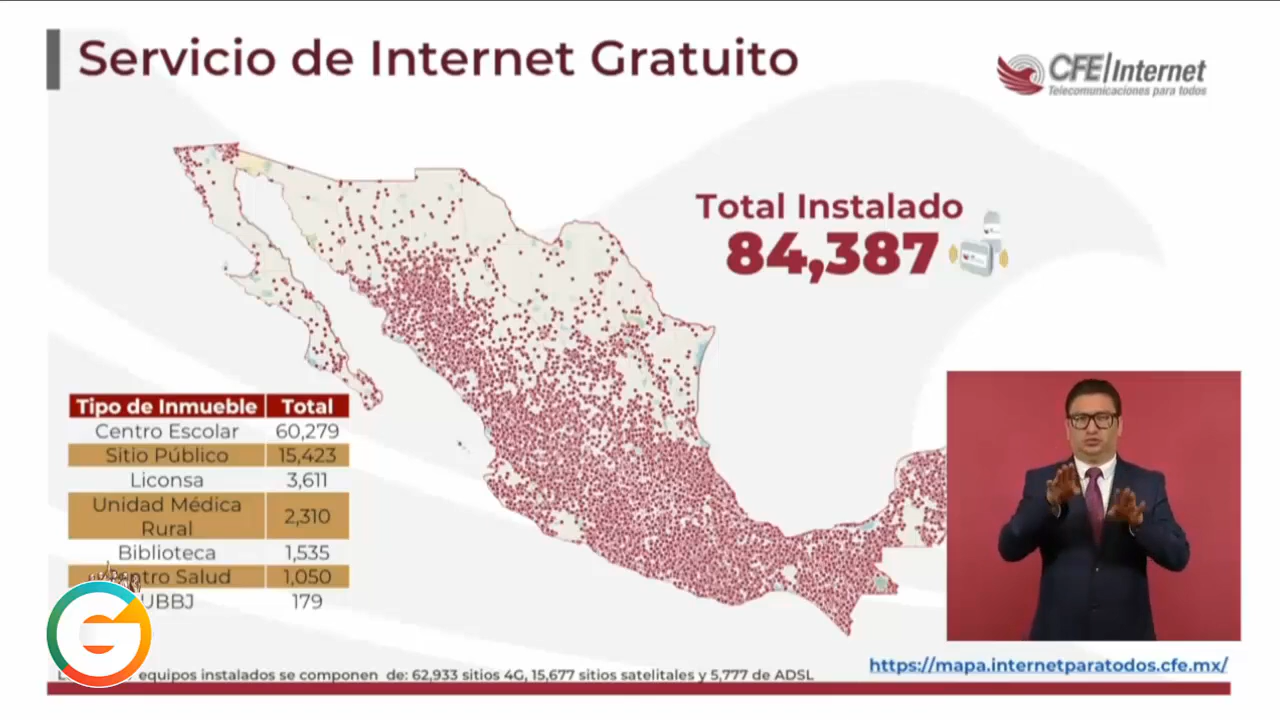 Servicio de Internet Gratuito
CFE/Internet
Telecomunicaciones para todos
Total Instalado
84,387
Tipo de Inmueble Total
Centro Escolar 60,279
Sitio Público 15,423
Liconsa 3,611
Unidad Médica
Rural 2,310
Biblioteca 1,535
Salud 1,050
UBBJ 179
equipos instalados se componen de: 62,933 sitios 4G, 15,677 sitios satelitales y 5,777 de ADSL
https://mapa.internetparatodos.cfe.mx/
G